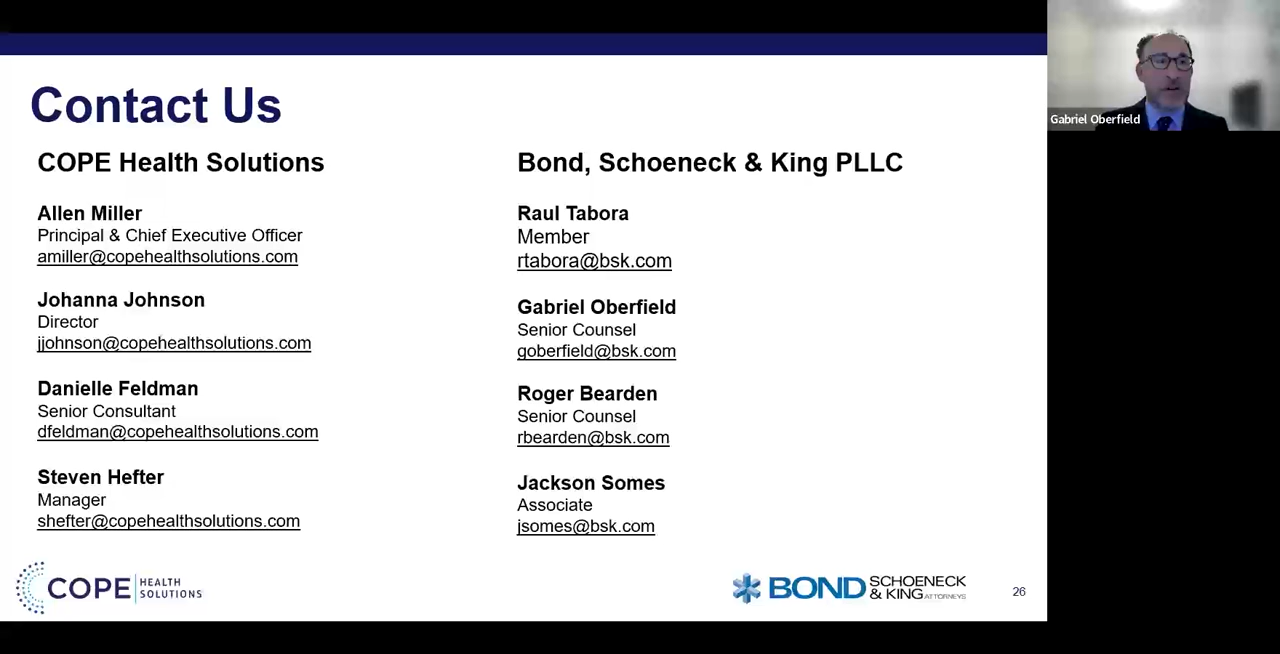 Contact Us
COPE Health Solutions
Allen Miller
Principal & Chief Executive Officer
amiller@copehealthsolutions.com
Johanna Johnson
Director
jjohnson@copehealthsolutions.com
Danielle Feldman
Senior Consultant
dfeldman@copehealthsolutions.com
Steven Hefter
Manager
shefter@copehealthsolutions.com
Bond, Schoeneck & King PLLC
Raul Tabora
Member
rtabora@bsk.com
Gabriel Oberfield
Senior Counsel
goberfield@bsk.com
Roger Bearden
Senior Counsel
rbearden@bsk.com
Jackson Somes
Associate
jsomes@bsk.com
COPE HEALTH
SOLUTIONS
BOND SCHOENECK
& KING ATTORNEYS
26
Gabriel Oberfield